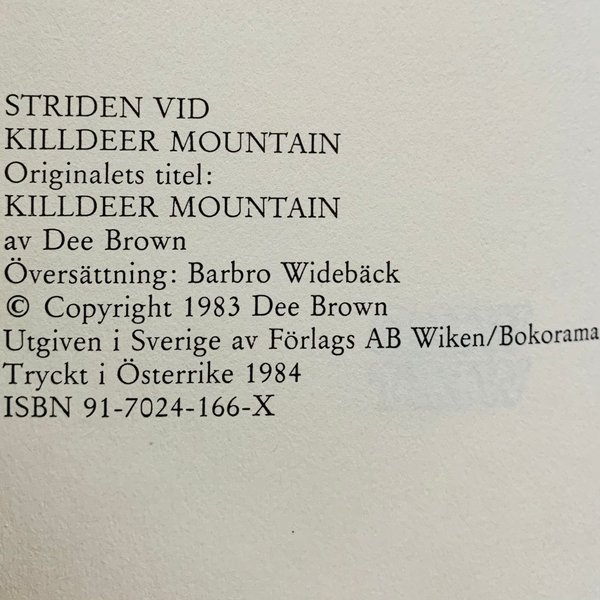 STRIDEN VID
KILLDEER MOUNTAIN
Originalets titel:
KILLDEER MOUNTAIN
av Dee Brown
Översättning: Barbro Widebäck
© Copyright 1983 Dee Brown
Utgiven i Sverige av Förlags AB Wiken/Bokorama
Tryckt i Österrike 1984
ISBN 91-7024-166-X